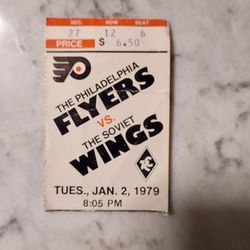 SEC. ROW SEAT
27 12 6
PRICE $ 6.50
THE PHILADELPHIA
FLYERS
VS.
THE SOVIET
WINGS
TUES., JAN. 2, 1979
8:05 PM